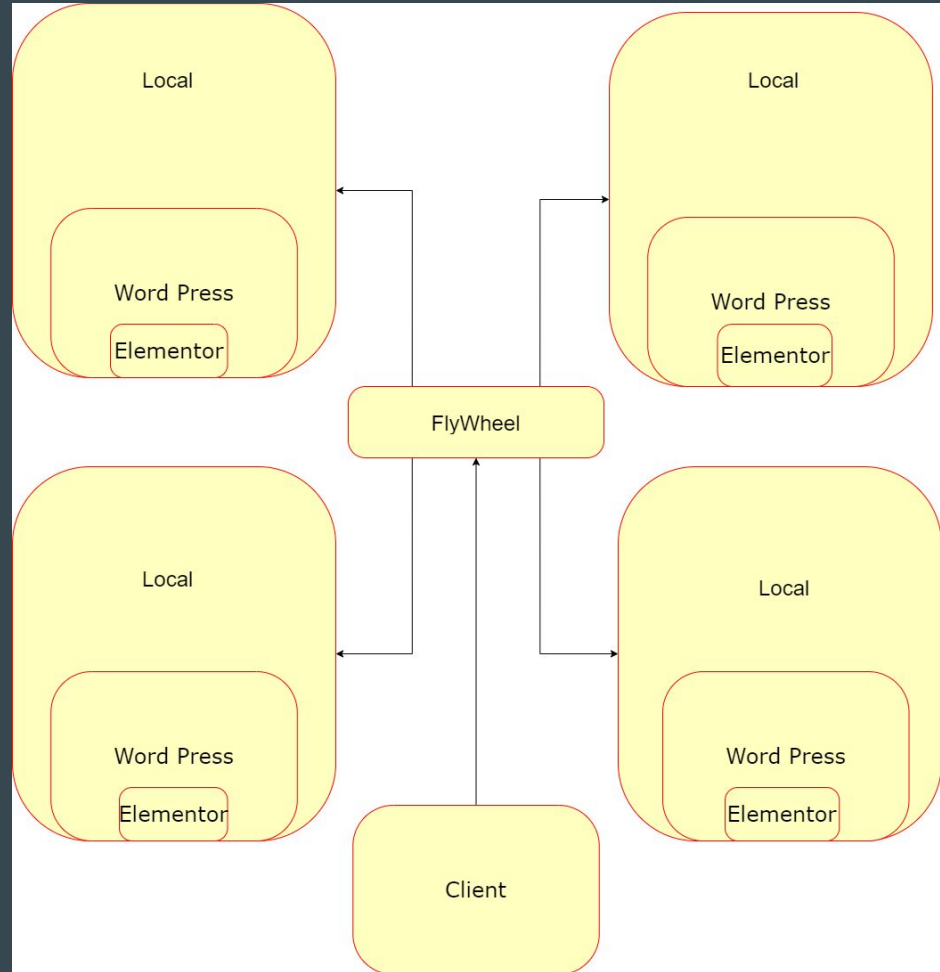 Local
Word Press
Elementor
Local
Word Press
Elementor
FlyWheel
Local
Word Press
Elementor
Local
Word Press
Elementor
Client